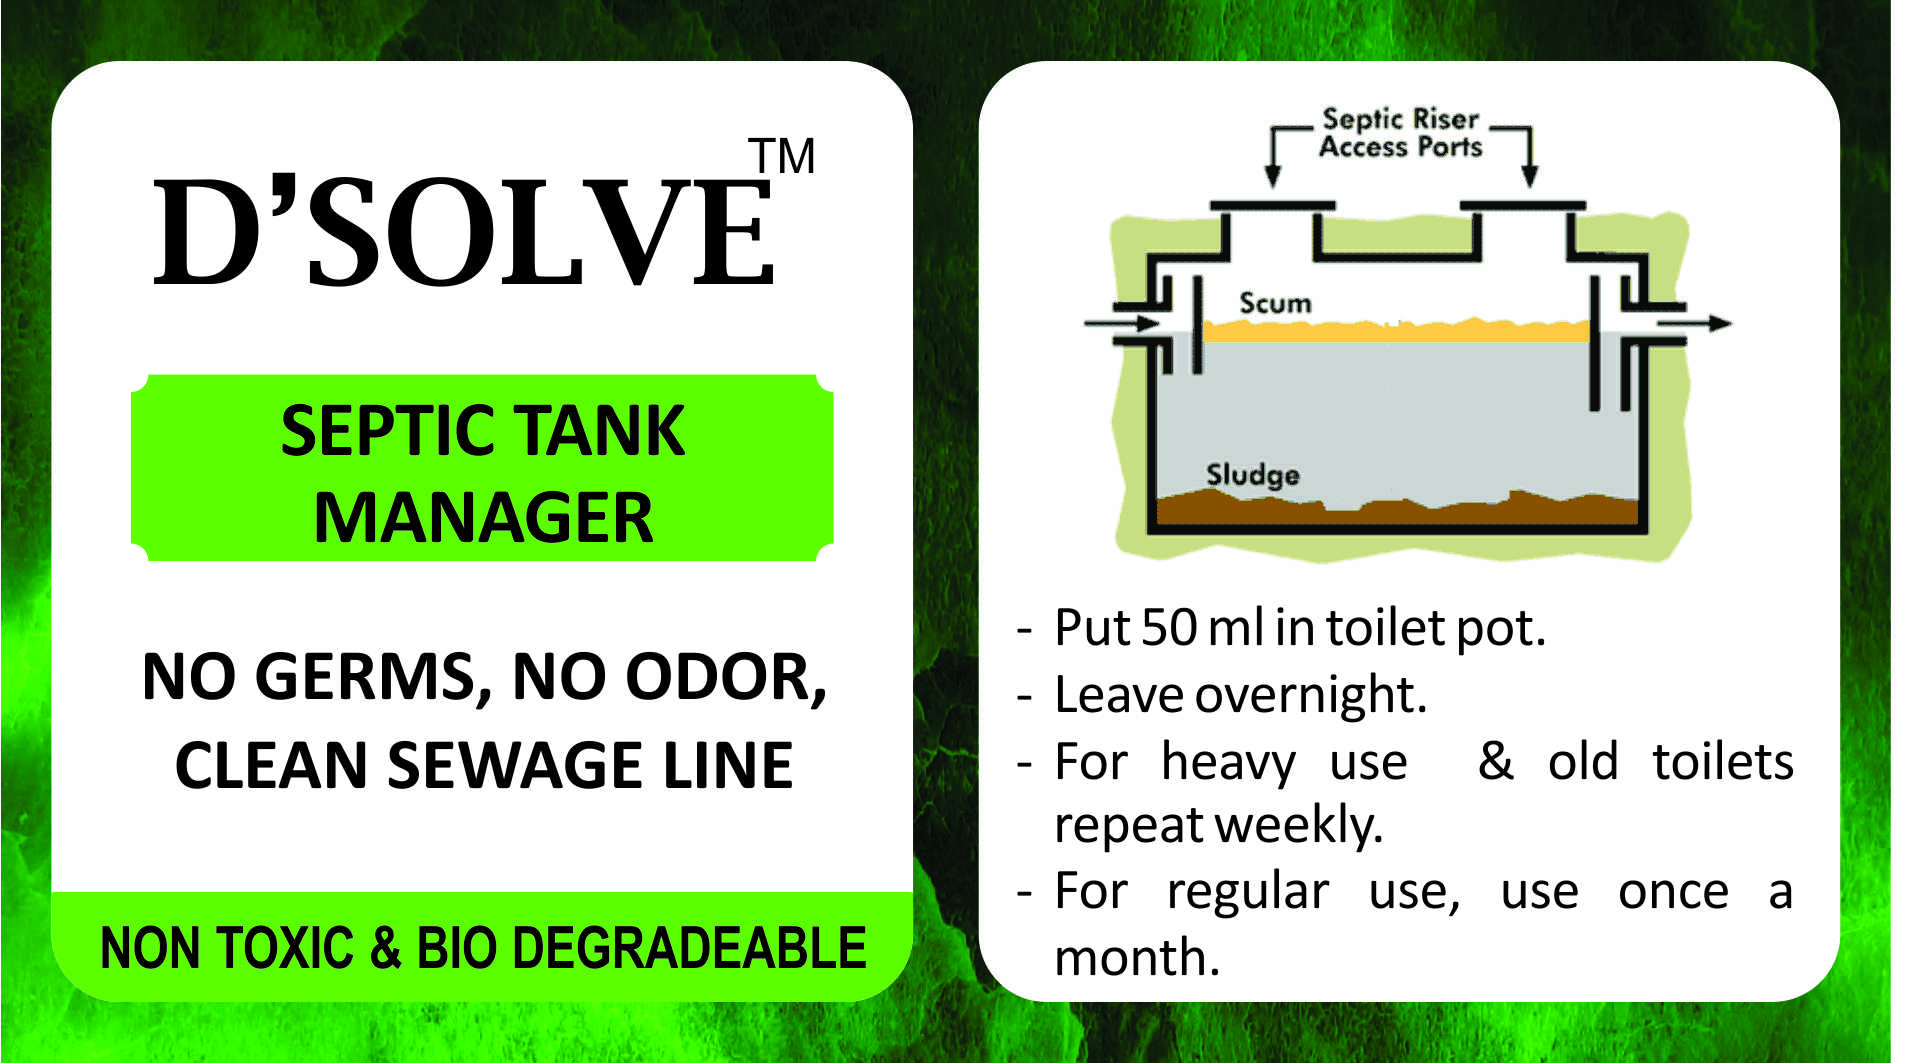 D’SOLVE™
SEPTIC TANK
MANAGER
NO GERMS, NO ODOR,
CLEAN SEWAGE LINE
NON TOXIC & BIO DEGRADEABLE
Septic Riser
Access Ports
Scum
Sludge
- Put 50 ml in toilet pot.
- Leave overnight.
- For heavy use & old toilets
repeat weekly.
- For regular use, use once a
month.